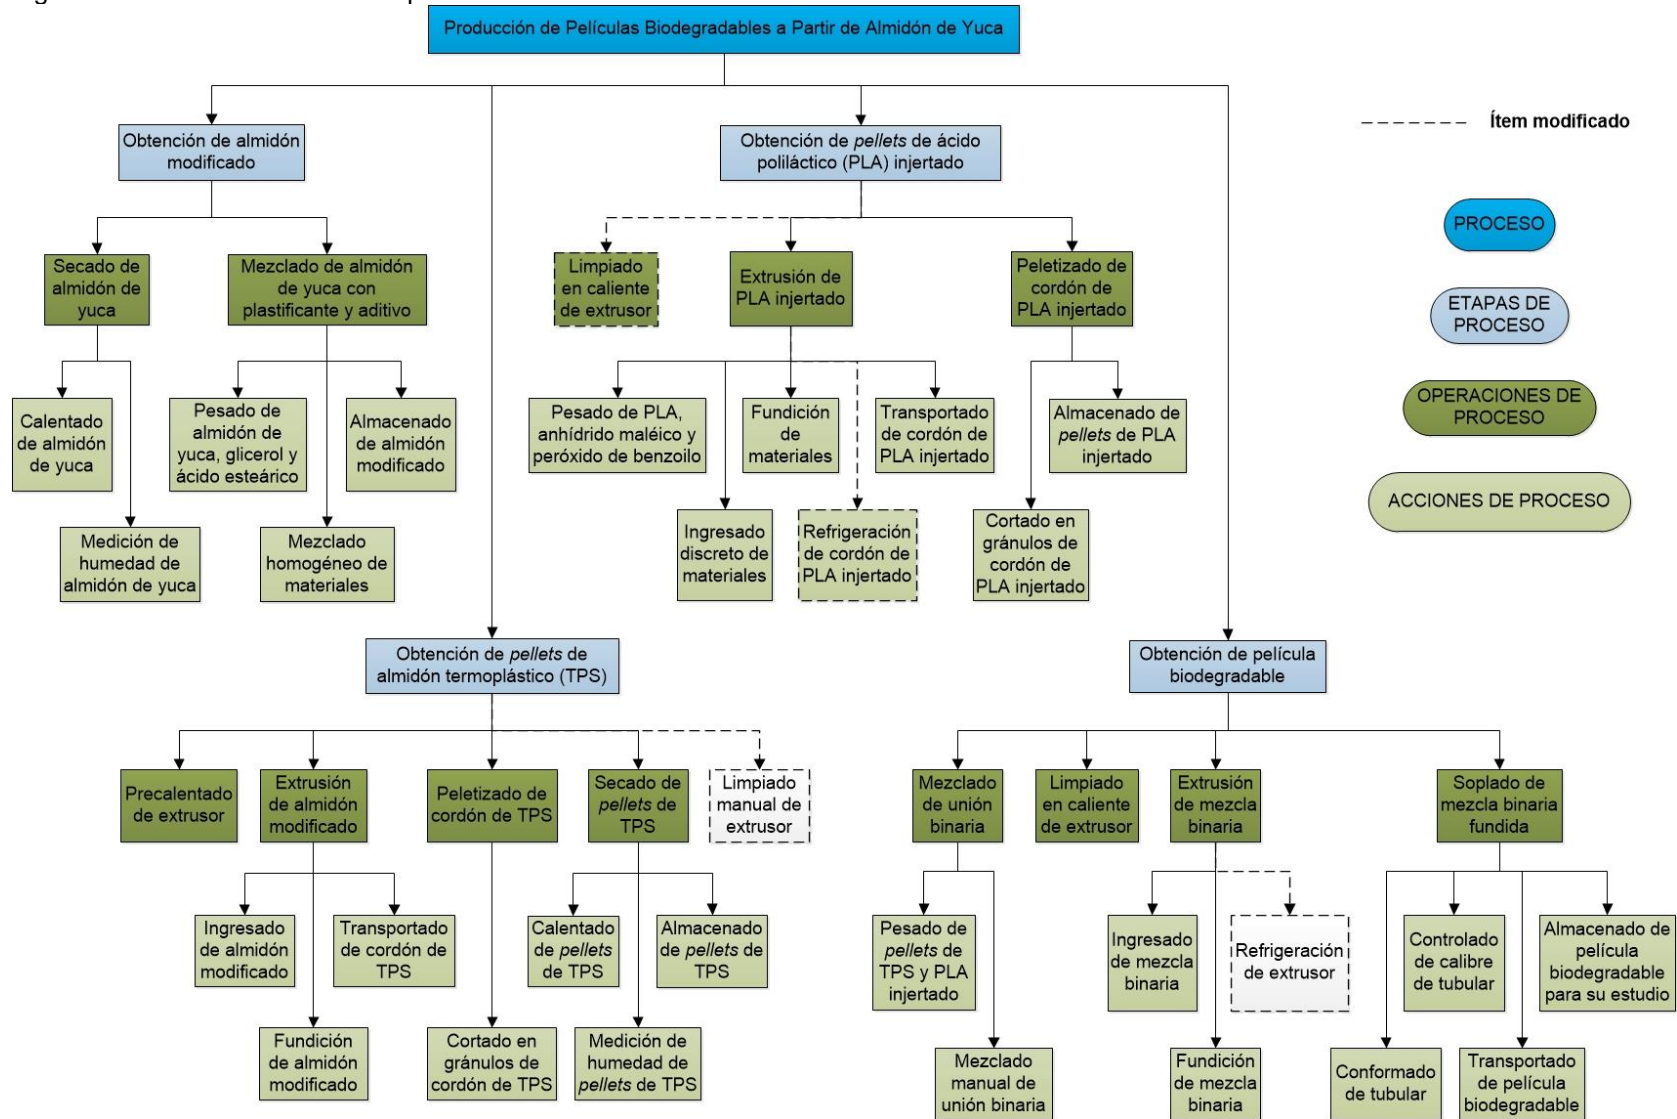 Producción de Películas Biodegradables a Partir de Almidón de Yuca
Obtención de almidón
modificado
Obtención de pellets de ácido
poliláctico (PLA) injertado
Ítem modificado
PROCESO
ETAPAS DE
PROCESO
OPERACIONES DE
PROCESO
ACCIONES DE PROCESO
Secado de
almidón de
yuca
Mezclado de almidón
de yuca con
plastificante y aditivo
Limpiado
en caliente
de extrusor
Extrusión de
PLA injertado
Peletizado de
cordón de
PLA injertado
Calentado
de almidón
de yuca
Pesado de
almidón de
yuca, glicerol y
ácido esteárico
Almacenado
de almidón
modificado
Pesado de PLA,
anhídrido maléico y
peróxido de benzoilo
Fundición
de
materiales
Transportado
de cordón de
PLA injertado
Almacenado de
pellets de PLA
injertado
Medición de
humedad de
almidón de yuca
Mezclado
homogéneo de
materiales
Ingresado
discreto de
materiales
Refrigeración
de cordón de
PLA injertado
Cortado en
gránulos de
cordón de
PLA injertado
Obtención de pellets de
almidón termoplástico (TPS)
Obtención de película
biodegradable
Precalentado
de extrusor
Extrusión
de almidón
modificado
Peletizado de
cordón de TPS
Secado de
pellets de
TPS
Limpiado
manual de
extrusor
Mezclado
de unión
binaria
Limpiado
en caliente
de extrusor
Extrusión
de mezcla
binaria
Soplado de
mezcla binaria
fundida
Ingresado
de almidón
modificado
Transportado
de cordón de
TPS
Calentado
de pellets
de TPS
Almacenado
de pellets de
TPS
Pesado de
pellets de
TPS y PLA
injertado
Ingresado
de mezcla
binaria
Refrigeración
de extrusor
Controlado
de calibre
de tubular
Almacenado de
película
biodegradable
para su estudio
Fundición
de almidón
modificado
Cortado en
gránulos de
cordón de TPS
Medición de
humedad de
pellets de TPS
Mezclado
manual de
unión binaria
Fundición
de mezcla
binaria
Conformado
de tubular
Transportado
de película
biodegradable